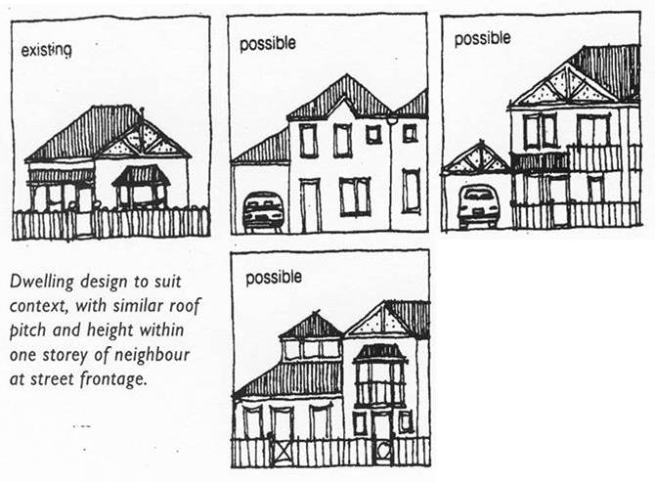 existing
possible
possible
Dwelling design to suit
context, with similar roof
pitch and height within
one storey of neighbour
at street frontage.
possible